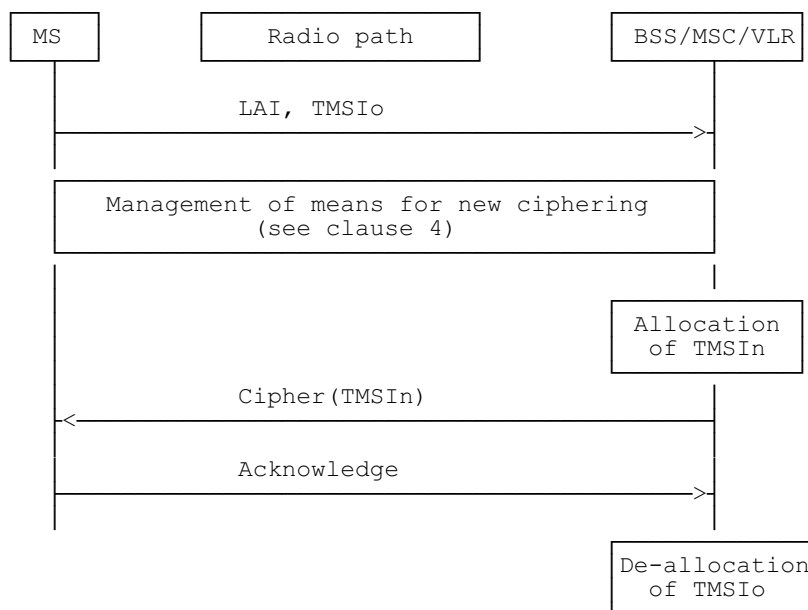 MS
Radio path
BSS/MSC/VLR
LAI, TMSIo
Management of means for new ciphering
(see clause 4)
Allocation
of TMSIn
Cipher(TMSIn)
Acknowledge
De-allocation
of TMSIo